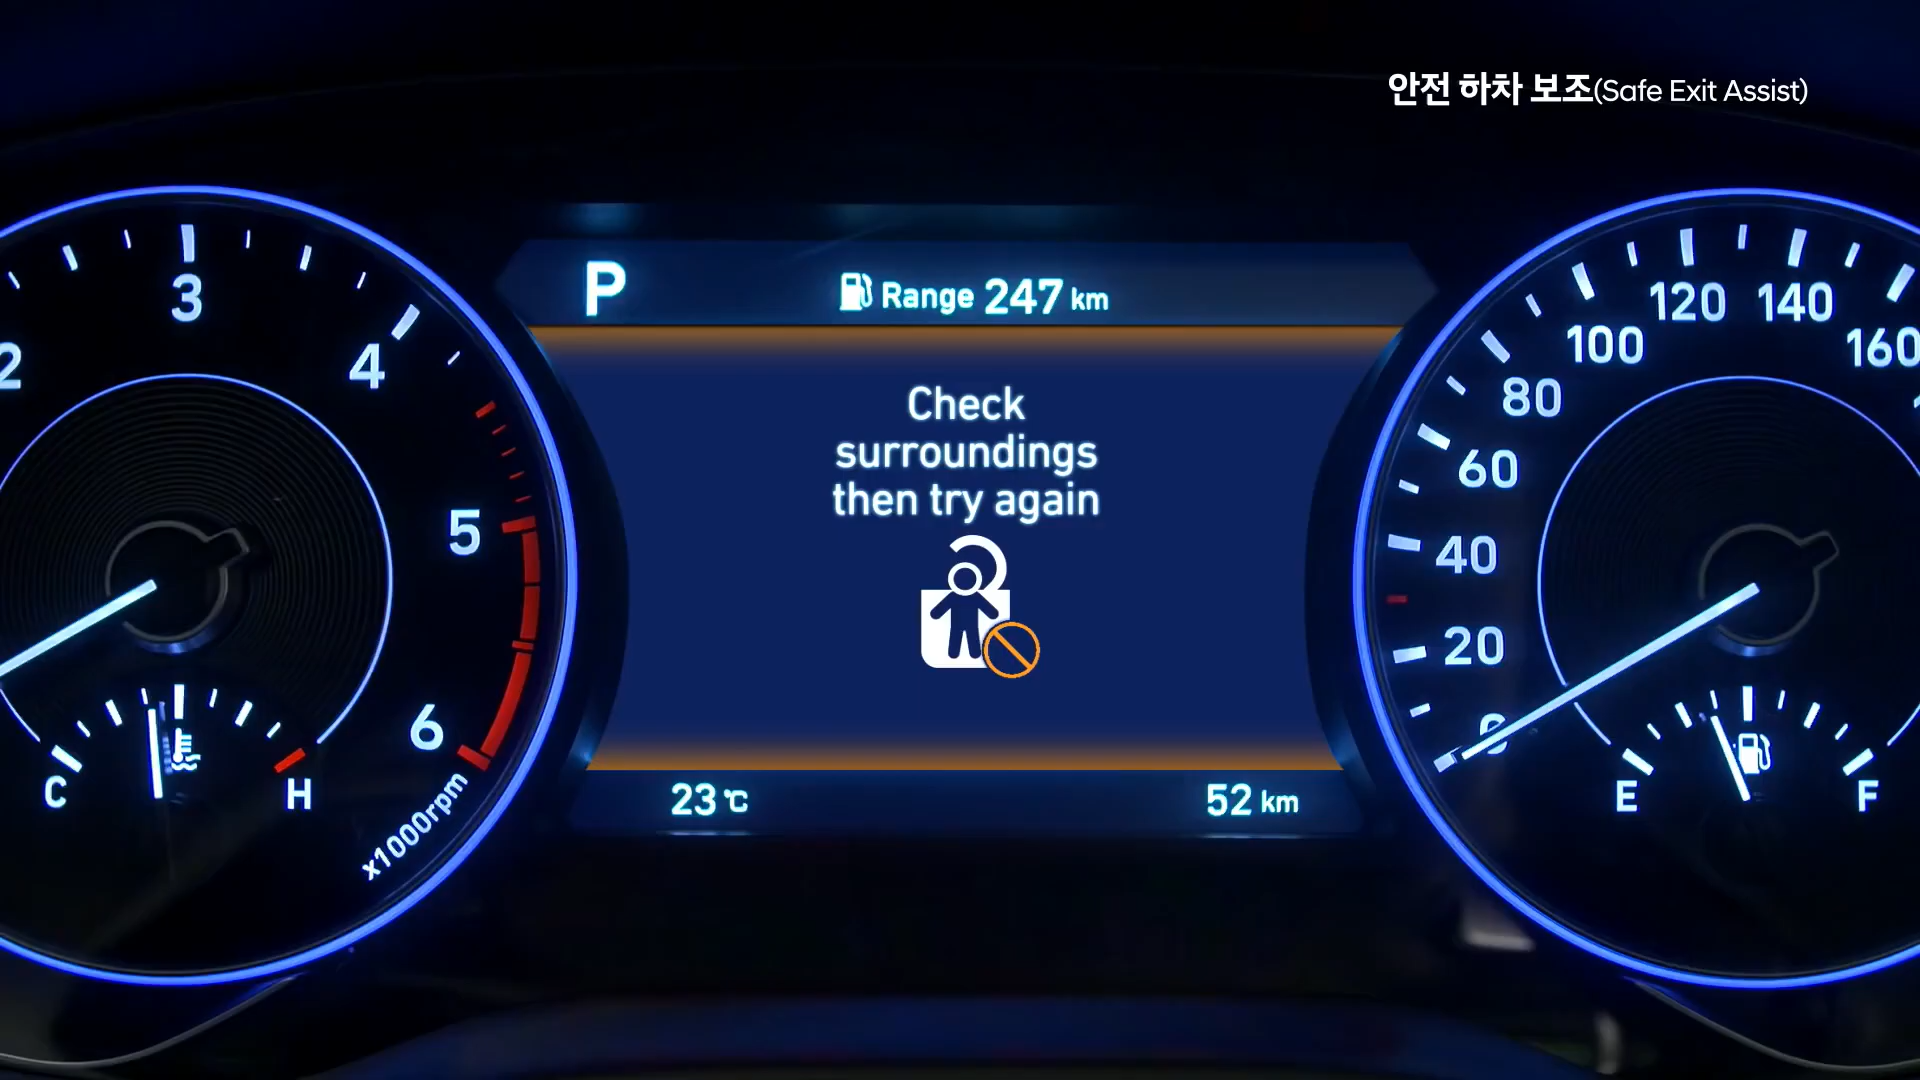 안전 하차 보조(Safe Exit Assist)
P
Range 247 km
Check
surroundings
then try again
23 °C
52 km
2
3
4
5
6
x1000rpm
C
H
0
20
40
60
80
100
120
140
160
E
F